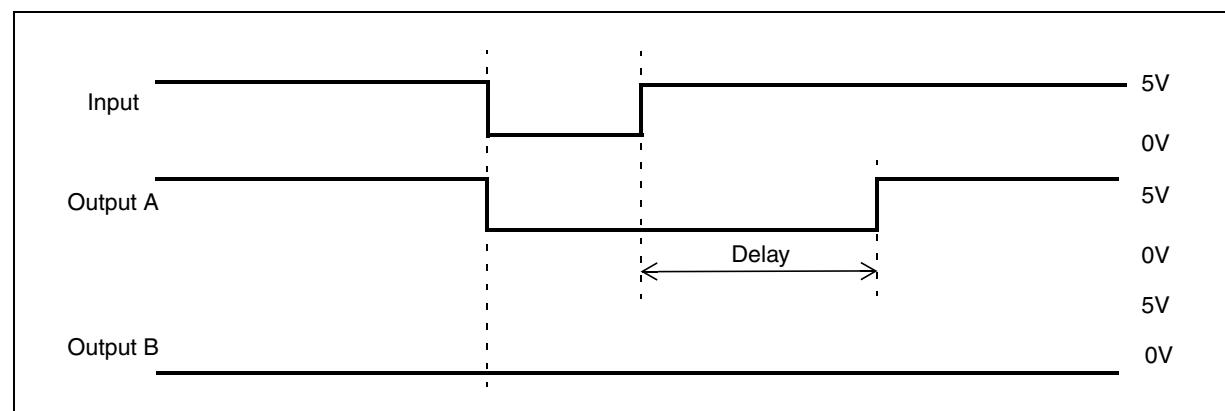 Input
5V
0V
Output A
5V
Delay
0V
5V
Output B
0V